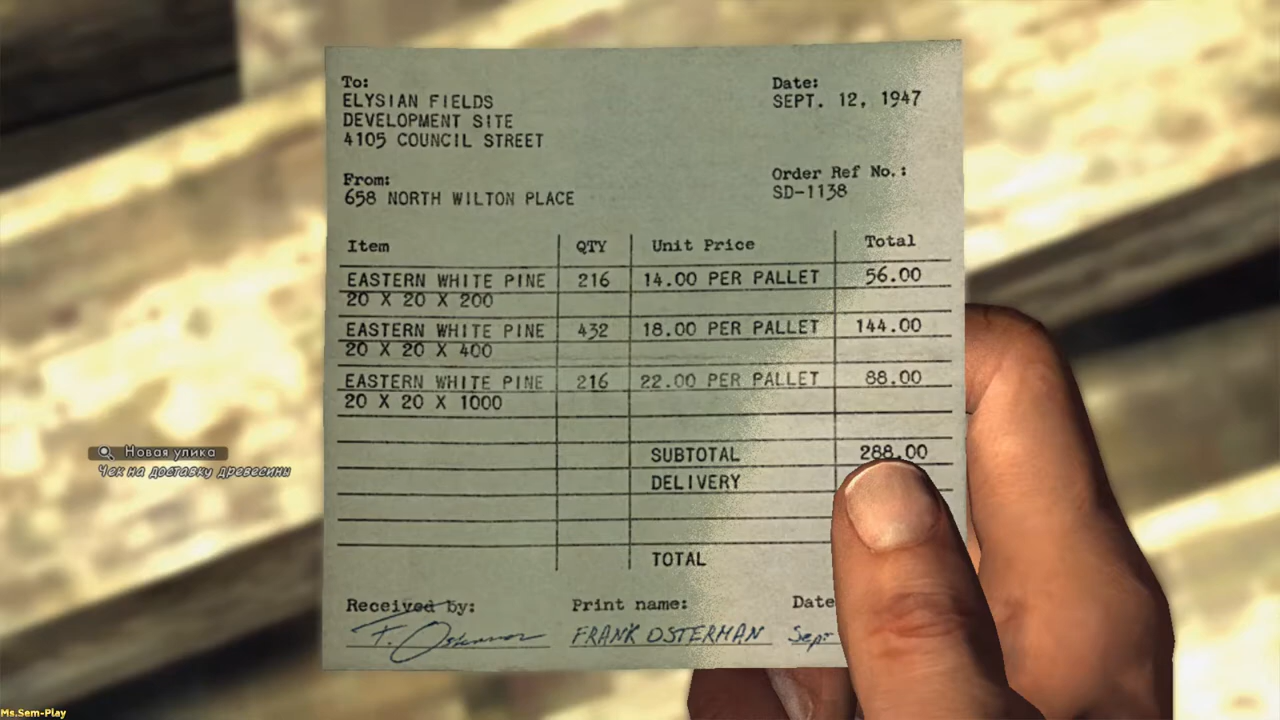 To:
ELYSIAN FIELDS
DEVELOPMENT SITE
4105 COUNCIL STREET
Date:
SEPT. 12, 1947
From:
658 NORTH WILTON PLACE
Order Ref No.:
SD-1138
Item QTY Unit Price Total
EASTERN WHITE PINE 216 14.00 PER PALLET 56.00
20 X 20 X 200
EASTERN WHITE PINE 432 18.00 PER PALLET 144.00
20 X 20 X 400
EASTERN WHITE PINE 216 22.00 PER PALLET 88.00
20 X 20 X 1000
SUBTOTAL 288.00
DELIVERY
TOTAL
Received by: Print name: Date
F. Osterman FRANK OSTERMAN Sept
Новая улика
Чек на доставку древесины
Ms.Sem-Play